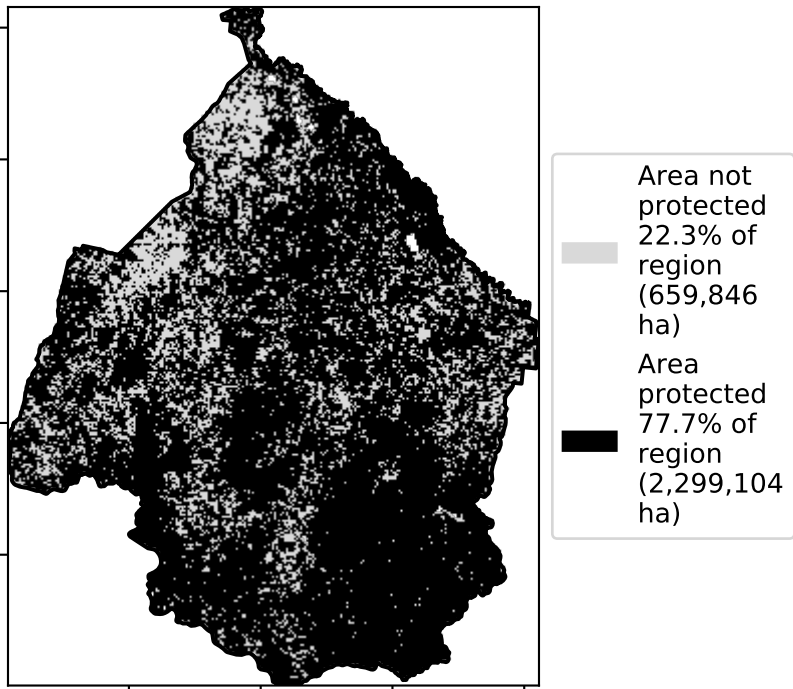 Area not
protected
22.3% of
region
(659,846
ha)
Area
protected
77.7% of
region
(2,299,104
ha)